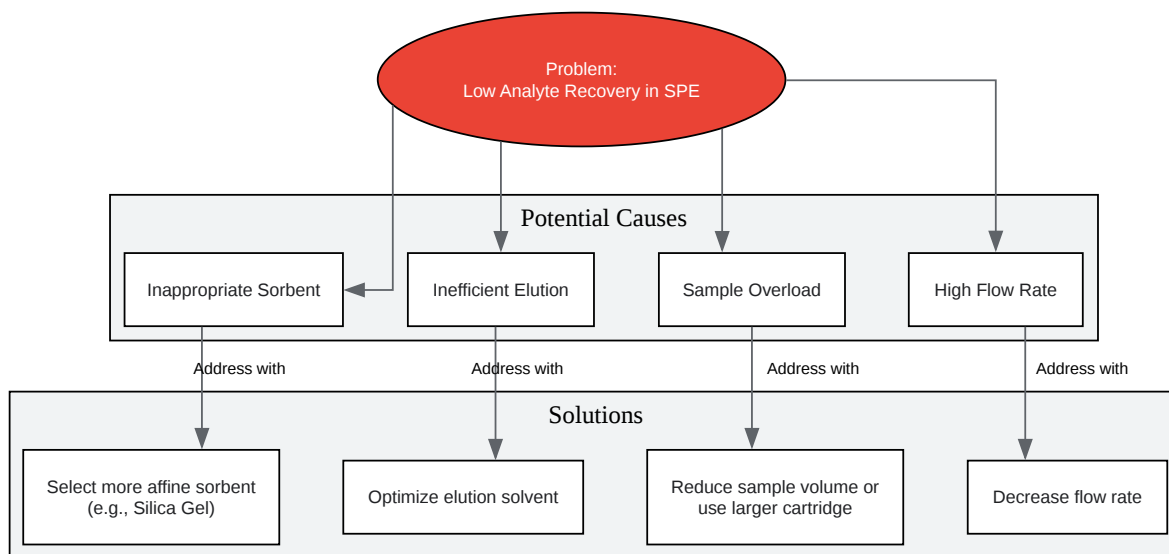 Problem:
Low Analyte Recovery in SPE
Potential Causes
Inappropriate Sorbent
Inefficient Elution
Sample Overload
High Flow Rate
Address with
Address with
Address with
Address with
Solutions
Select more affine sorbent
(e.g., Silica Gel)
Optimize elution solvent
Reduce sample volume or
use larger cartridge
Decrease flow rate